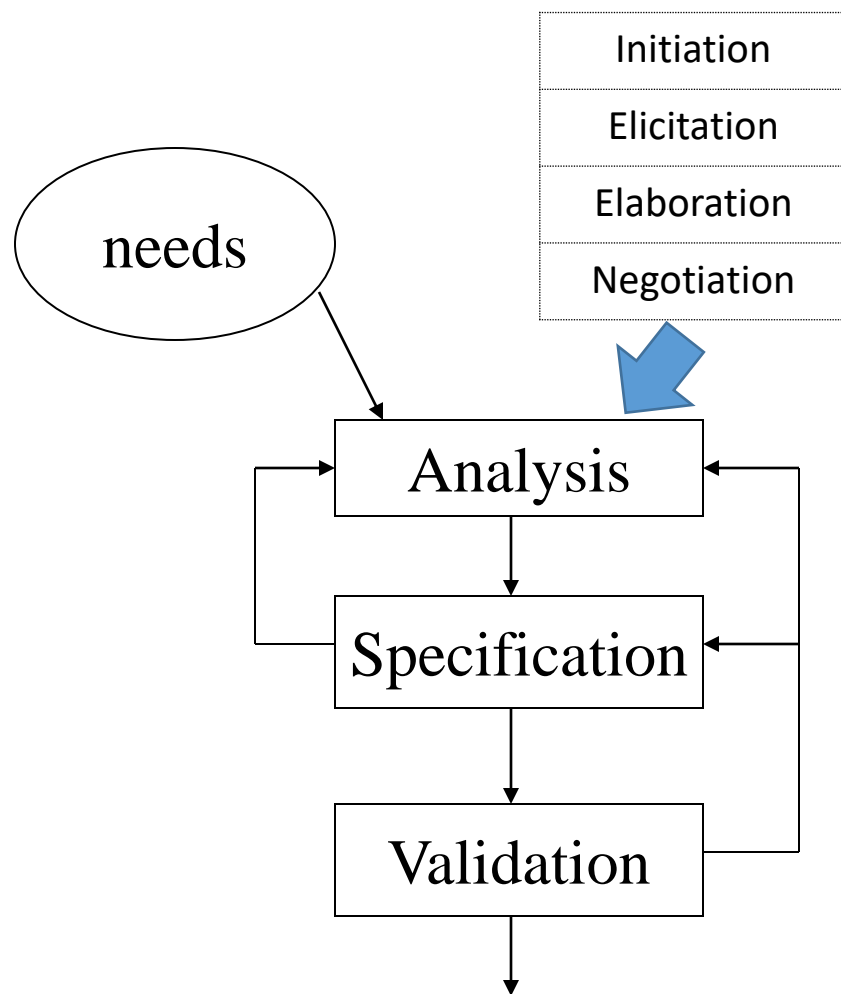 Initiation
Elicitation
Elaboration
Negotiation
needs
Analysis
Specification
Validation